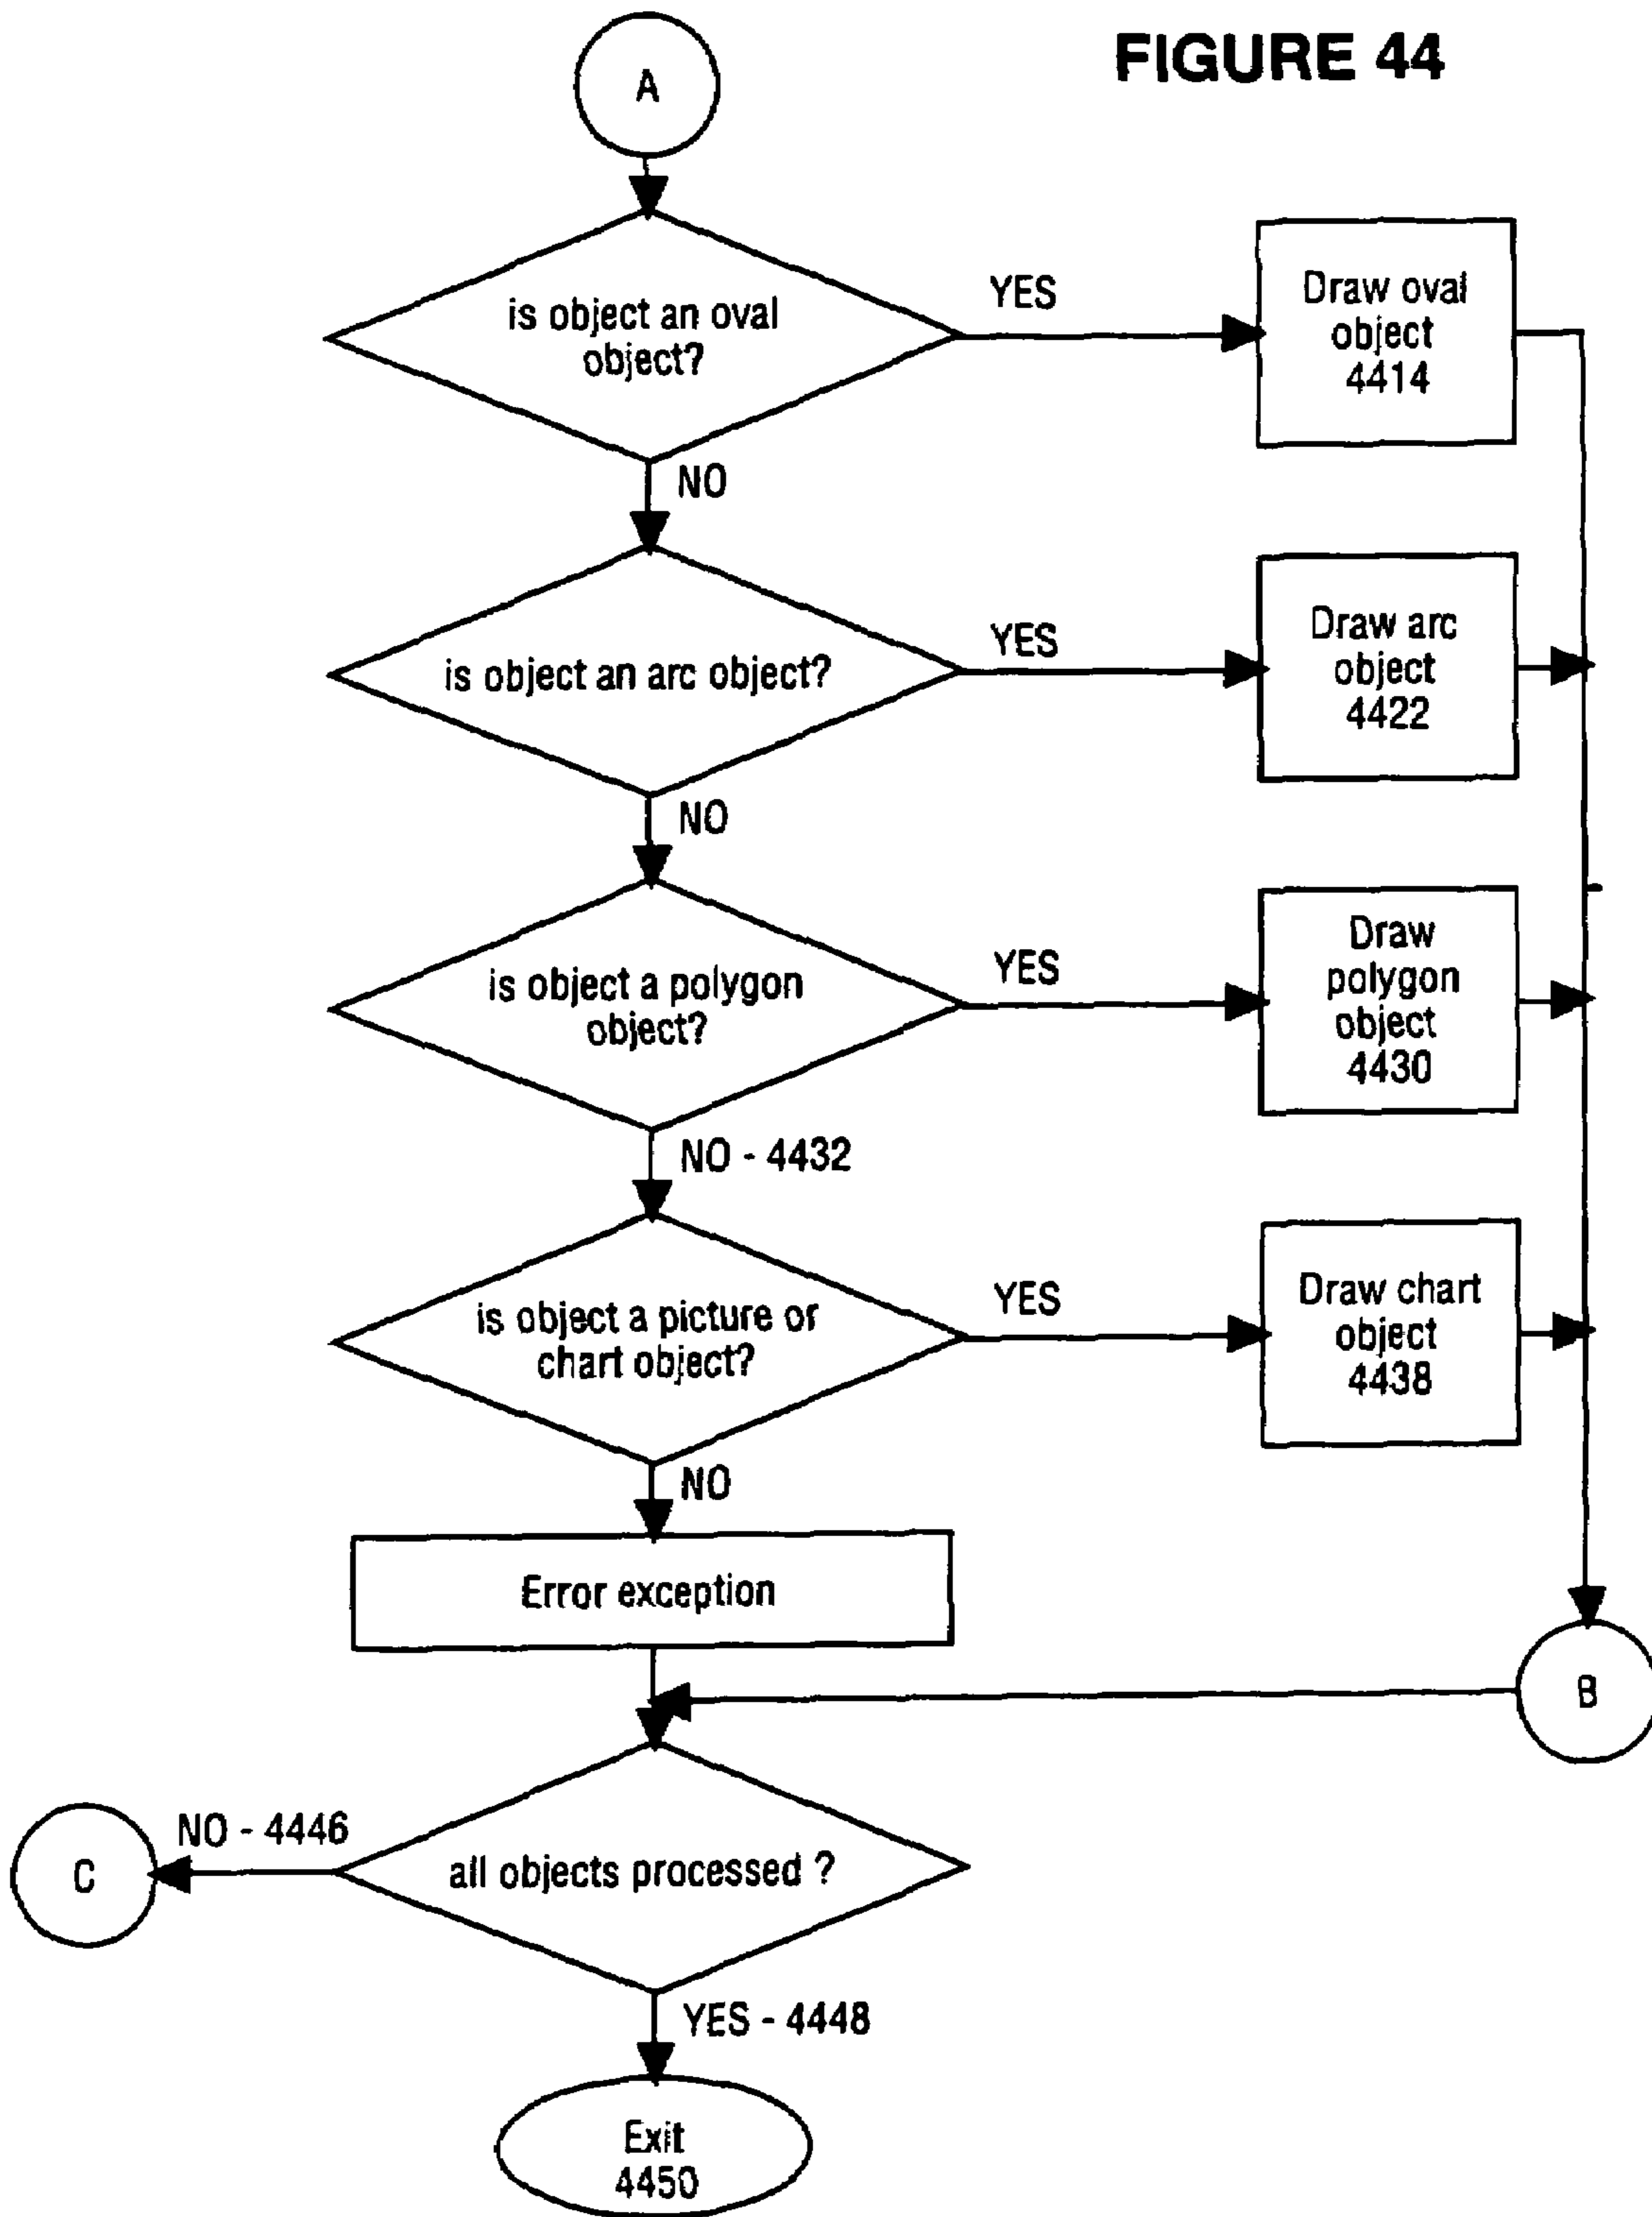 FIGURE 44
A
is object an oval
object?
YES
Draw oval
object
4414
NO
is object an arc object?
YES
Draw arc
object
4422
NO
is object a polygon
object?
YES
Draw
polygon
object
4430
NO - 4432
is object a picture or
chart object?
YES
Draw chart
object
4438
NO
Error exception
B
all objects processed ?
NO - 4446
C
YES - 4448
Exit
4450